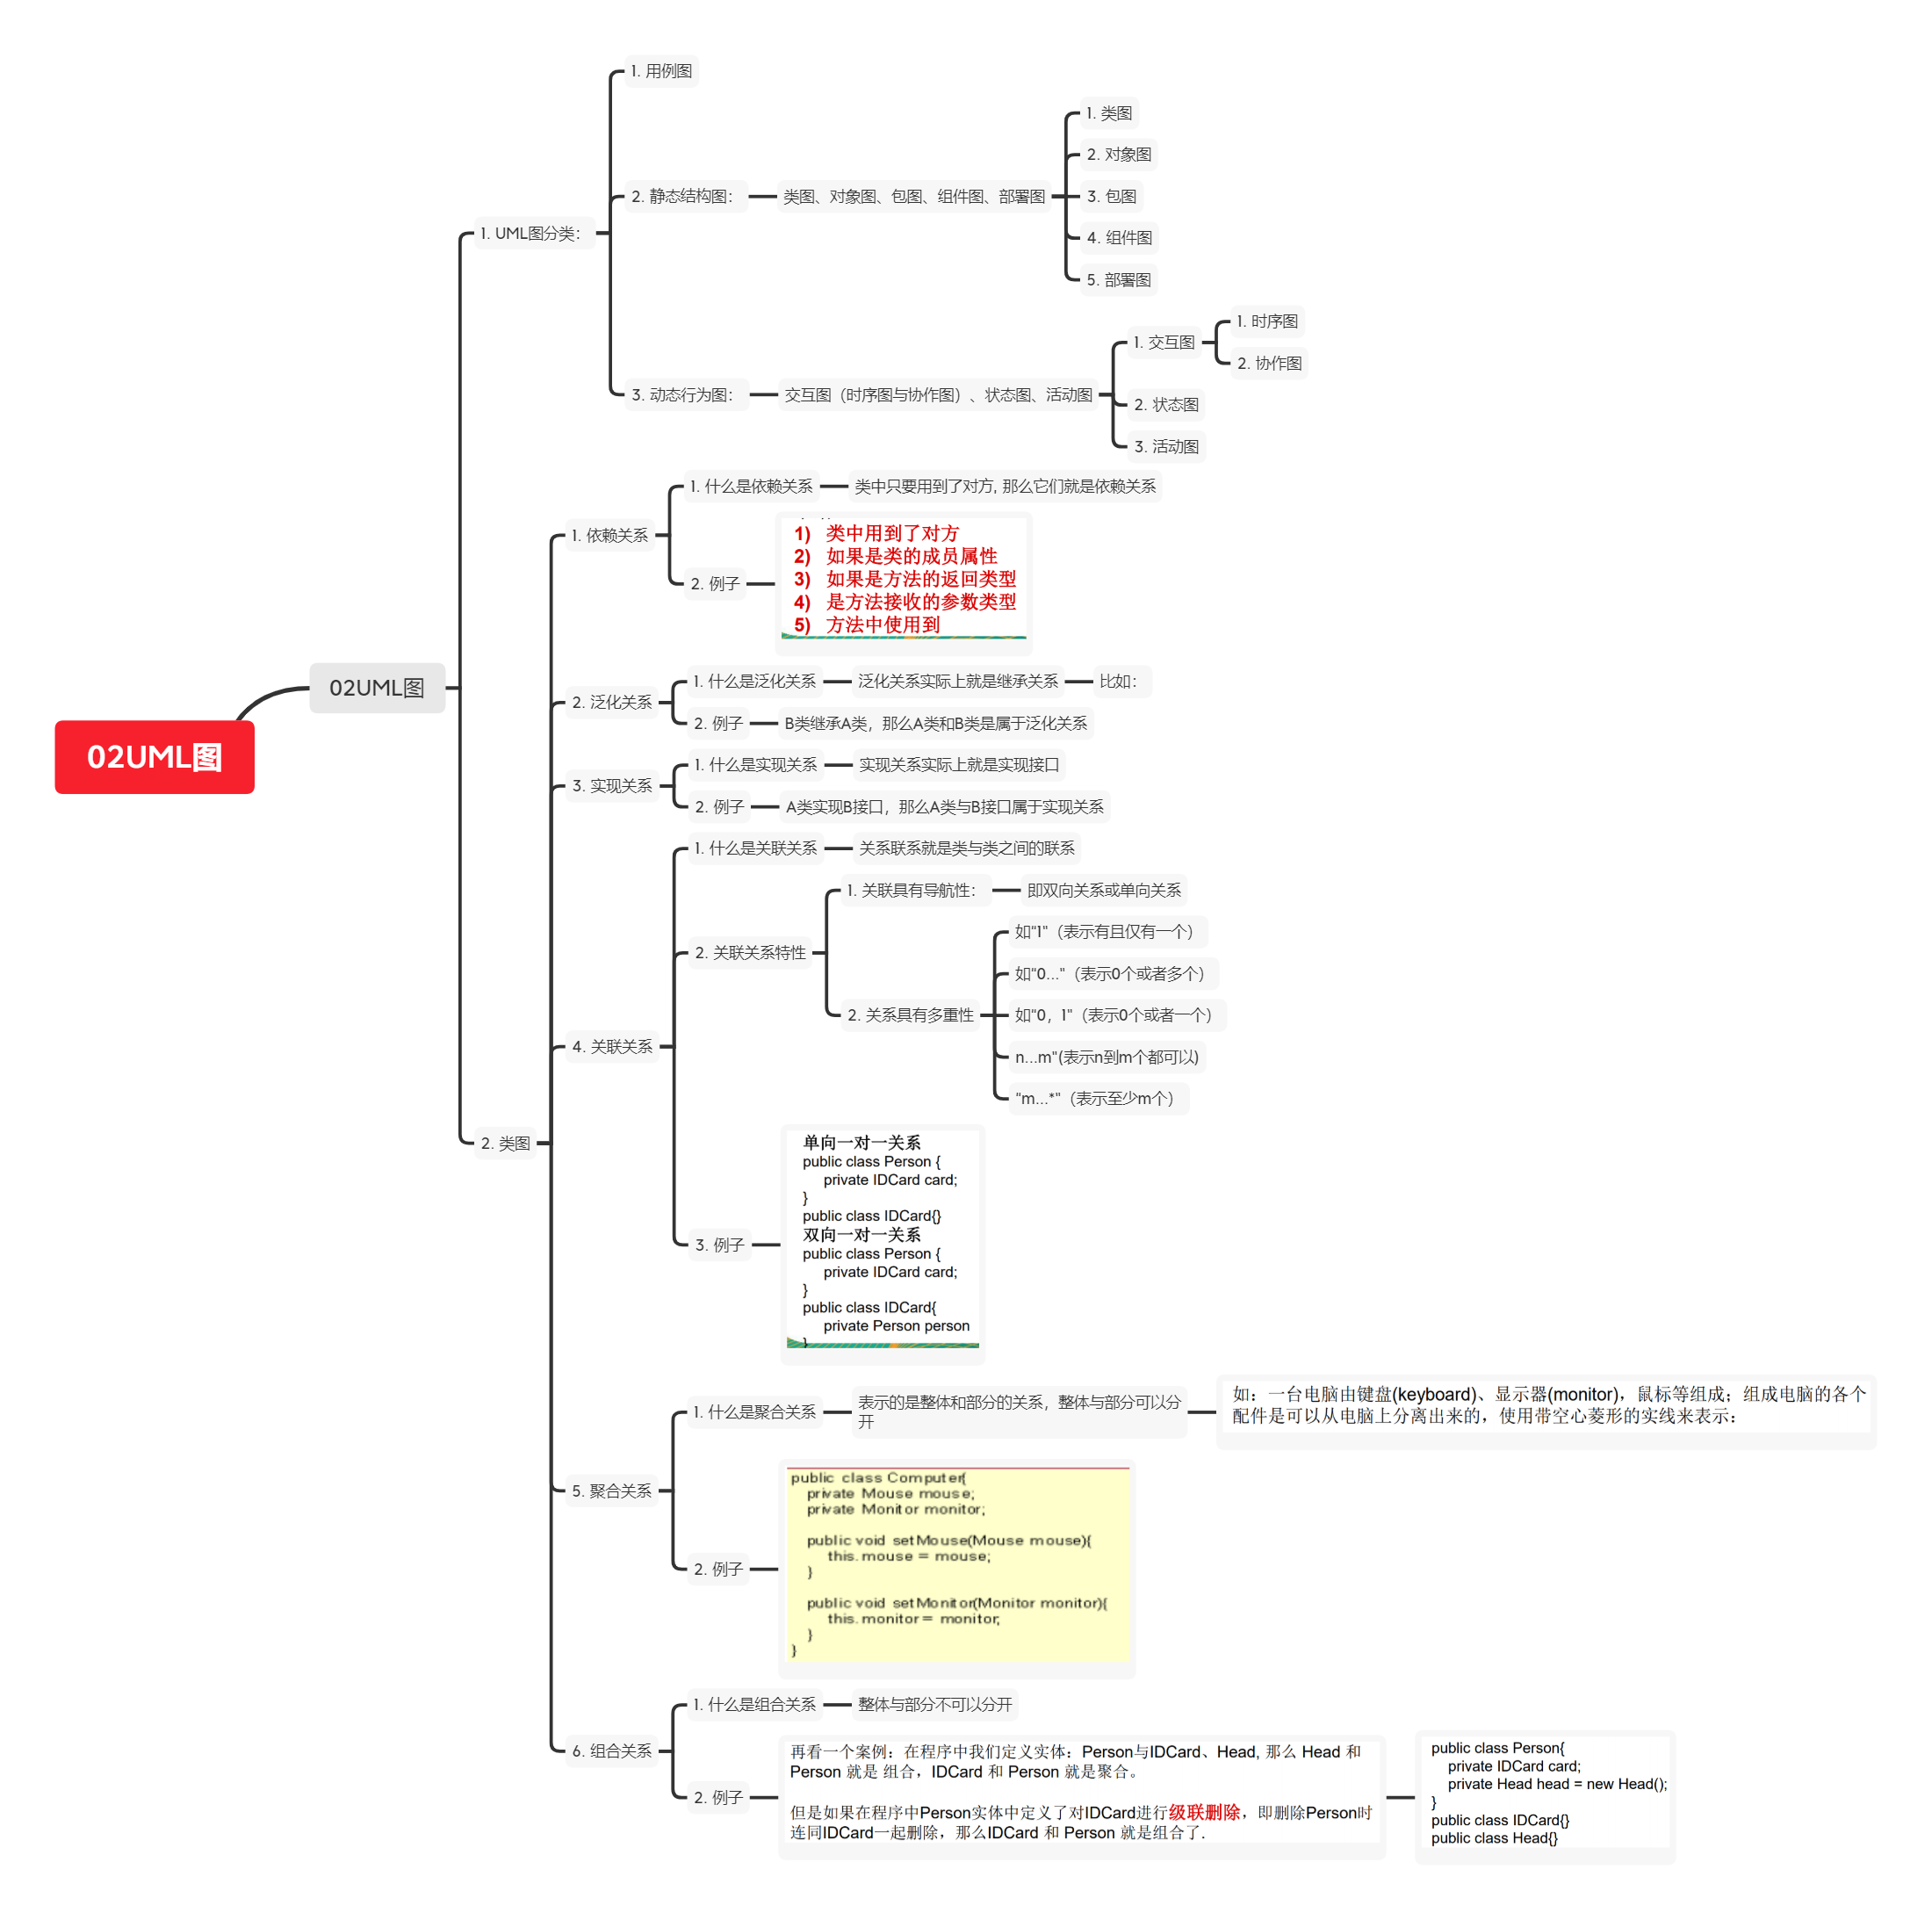 02UML图
02UML图
1. UML图分类：
1. 用例图
2. 静态结构图：
类图、对象图、包图、组件图、部署图
1. 类图
2. 对象图
3. 包图
4. 组件图
5. 部署图
3. 动态行为图：
交互图（时序图与协作图）、状态图、活动图
1. 交互图
1. 时序图
2. 协作图
2. 状态图
3. 活动图
2. 类图
1. 依赖关系
1. 什么是依赖关系
类中只要用到了对方, 那么它们就是依赖关系
2. 例子
1) 类中用到了对方
2) 如果是类的成员属性
3) 如果是方法的返回类型
4) 是方法接收的参数类型
5) 方法中使用到
2. 泛化关系
1. 什么是泛化关系
泛化关系实际上就是继承关系
比如：
2. 例子
B类继承A类，那么A类和B类是属于泛化关系
3. 实现关系
1. 什么是实现关系
实现关系实际上就是实现接口
2. 例子
A类实现B接口，那么A类与B接口属于实现关系
4. 关联关系
1. 什么是关联关系
关系联系就是类与类之间的联系
2. 关联关系特性
1. 关联具有导航性：
即双向关系或单向关系
2. 关系具有多重性
如"1"（表示有且仅有一个）
如"0..."（表示0个或者多个）
如"0，1"（表示0个或者一个）
n...m"(表示n到m个都可以)
"m...*"（表示至少m个）
3. 例子
单向一对一关系
public class Person {
private IDCard card;
}
public class IDCard{}
双向一对一关系
public class Person {
private IDCard card;
}
public class IDCard{
private Person person
}
5. 聚合关系
1. 什么是聚合关系
表示的是整体和部分的关系，整体与部分可以分
开
如：一台电脑由键盘(keyboard)、显示器(monitor)，鼠标等组成；组成电脑的各个
配件是可以从电脑上分离出来的，使用带空心菱形的实线来表示：
2. 例子
public class Computer{
private Mouse mouse;
private Monitor monitor;
public void setMouse(Mouse mouse){
this.mouse = mouse;
}
public void setMonitor(Monitor monitor){
this.monitor = monitor;
}
}
6. 组合关系
1. 什么是组合关系
整体与部分不可以分开
2. 例子
再看一个案例：在程序中我们定义实体：Person与IDCard、Head, 那么 Head 和
Person 就是 组合，IDCard 和 Person 就是聚合。
但是如果在程序中Person实体中定义了对IDCard进行级联删除，即删除Person时
连同IDCard一起删除，那么IDCard 和 Person 就是组合了.
public class Person{
private IDCard card;
private Head head = new Head();
}
public class IDCard{}
public class Head{}